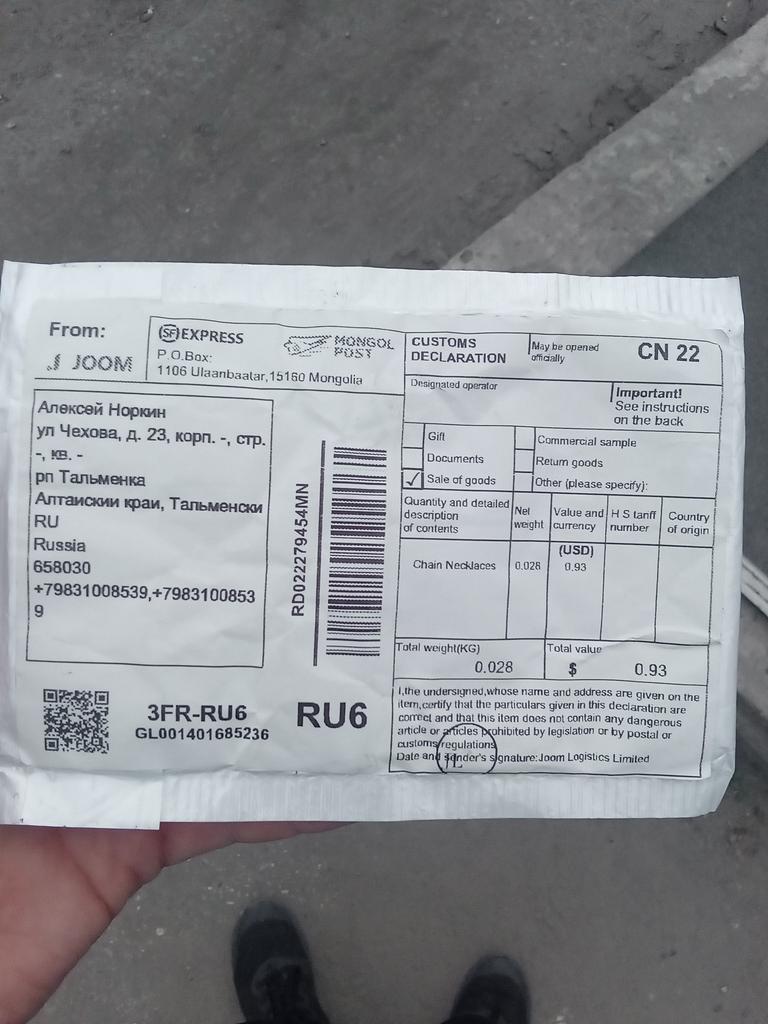 From:
JOOM
SF EXPRESS
MONGOL POST
P.O.Box:
1106 Ulaanbaatar,15160 Mongolia
Алексей Норкин
ул Чехова, д. 23, корп. -, стр.
-, кв. -
рп Тальменка
Алтаискии краи, Тальменски
RU
Russia
658030
+79831008539,+7983100853
9
RD022279454MN
3FR-RU6
GL001401685236
RU6
CUSTOMS
DECLARATION
May be opened
officially
CN 22
Designated operator
Important!
See instructions
on the back
Gift
Commercial sample
Documents
Return goods
✓ Sale of goods
Other (please specify):
Quantity and detailed
description
of contents
Net
weight
Value and
currency
H S tariff
number
Country
of origin
(USD)
Chain Necklaces 0.028 0.93
Total weight(KG)
0.028
Total value
$ 0.93
I,the undersigned,whose name and address are given on the
item,certify that the particulars given in this declaration are
correct and that this item does not contain any dangerous
article or articles prohibited by legislation or by postal or
customs regulations
Date and sender's signature:Joom Logistics Limited
JL